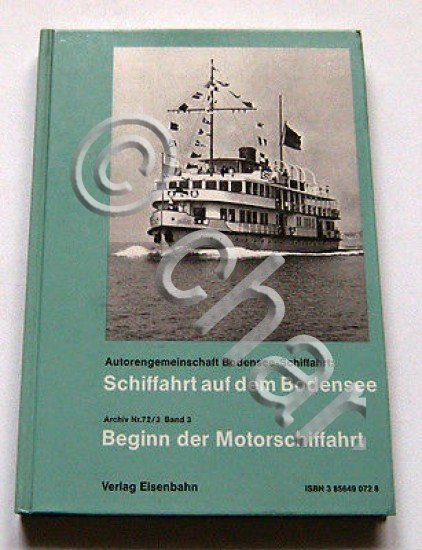 Autorengemeinschaft Bodensee-Schiffahrt:
Schiffahrt auf dem Bodensee
Archiv Nr.72/3 Band 3
Beginn der Motorschiffahrt
Verlag Eisenbahn
ISBN 3 85649 072 8
© char